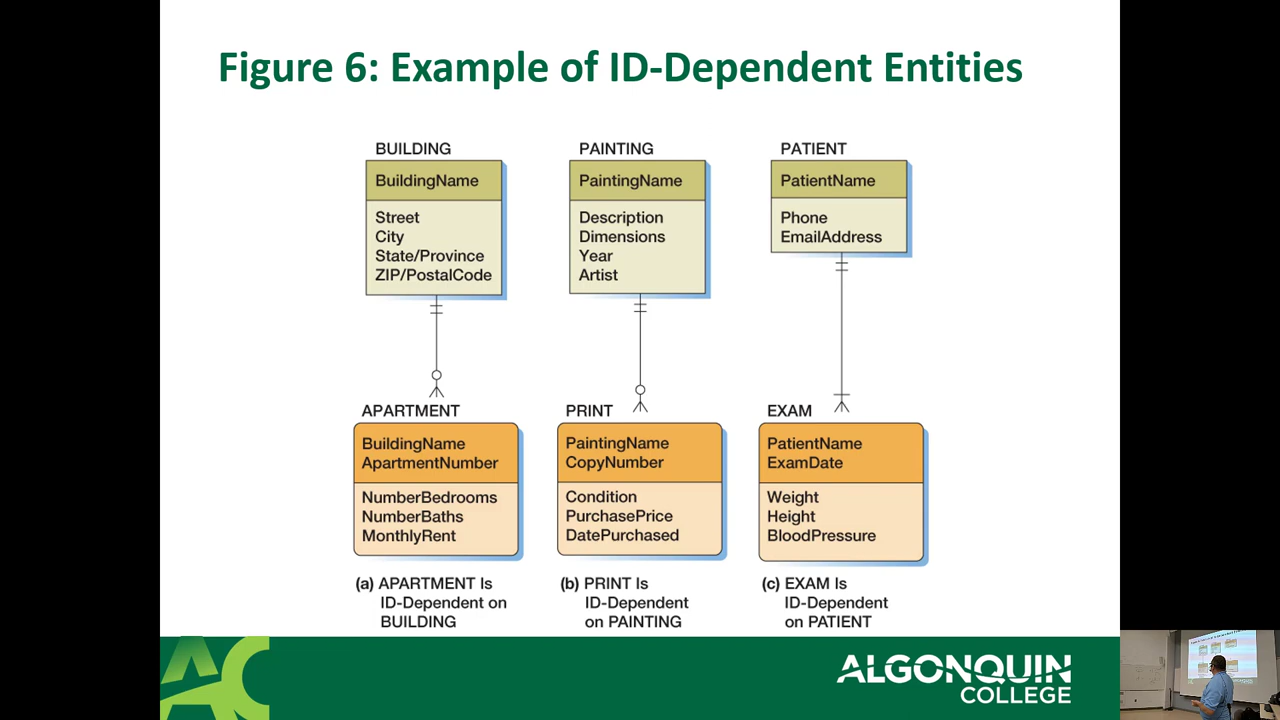 Figure 6: Example of ID-Dependent Entities
BUILDING
BuildingName
Street
City
State/Province
ZIP/PostalCode
PAINTING
PaintingName
Description
Dimensions
Year
Artist
PATIENT
PatientName
Phone
EmailAddress
APARTMENT
BuildingName
ApartmentNumber
NumberBedrooms
NumberBaths
MonthlyRent
(a) APARTMENT Is
ID-Dependent on
BUILDING
PRINT
PaintingName
CopyNumber
Condition
PurchasePrice
DatePurchased
(b) PRINT Is
ID-Dependent
on PAINTING
EXAM
PatientName
ExamDate
Weight
Height
BloodPressure
(c) EXAM Is
ID-Dependent
on PATIENT
AC
ALGONQUIN
COLLEGE